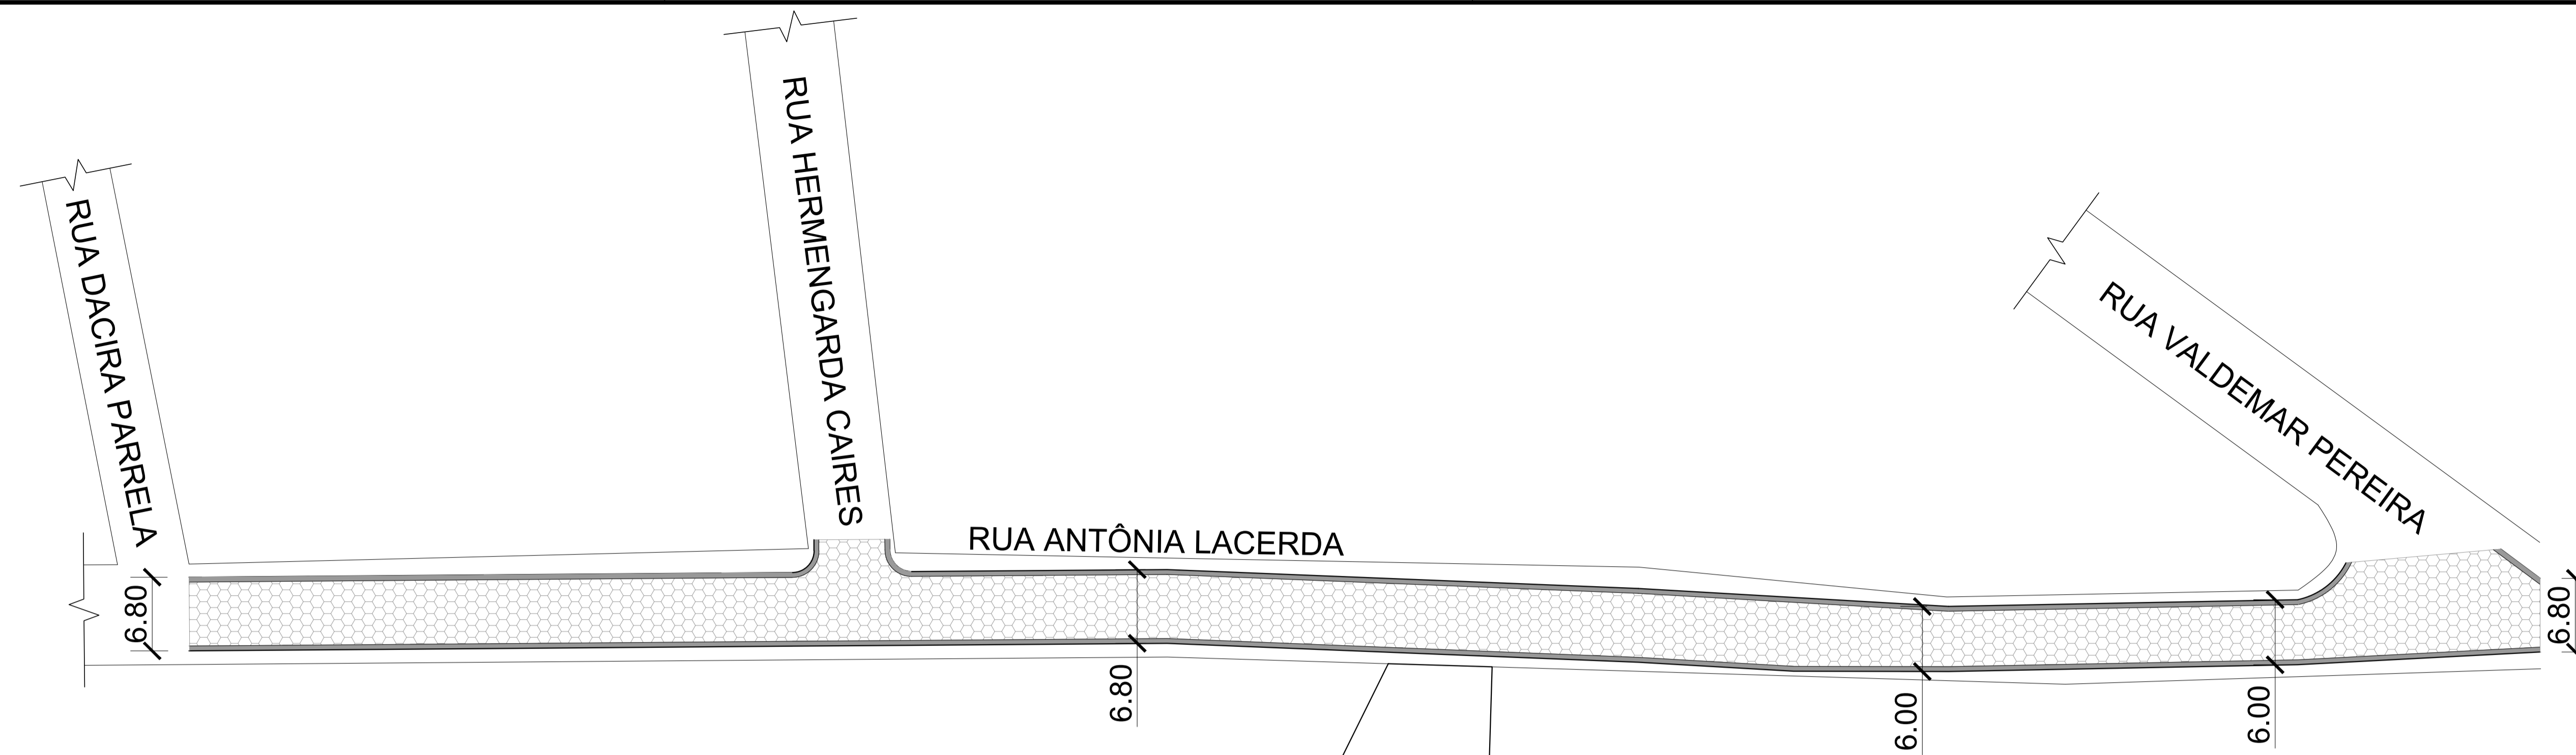 RUA DACIRA PARRELA
RUA HERMENGARDA CAIRES
RUA VALDEMAR PEREIRA
RUA ANTÔNIA LACERDA
6.80
6.80
6.00
6.00
6.80